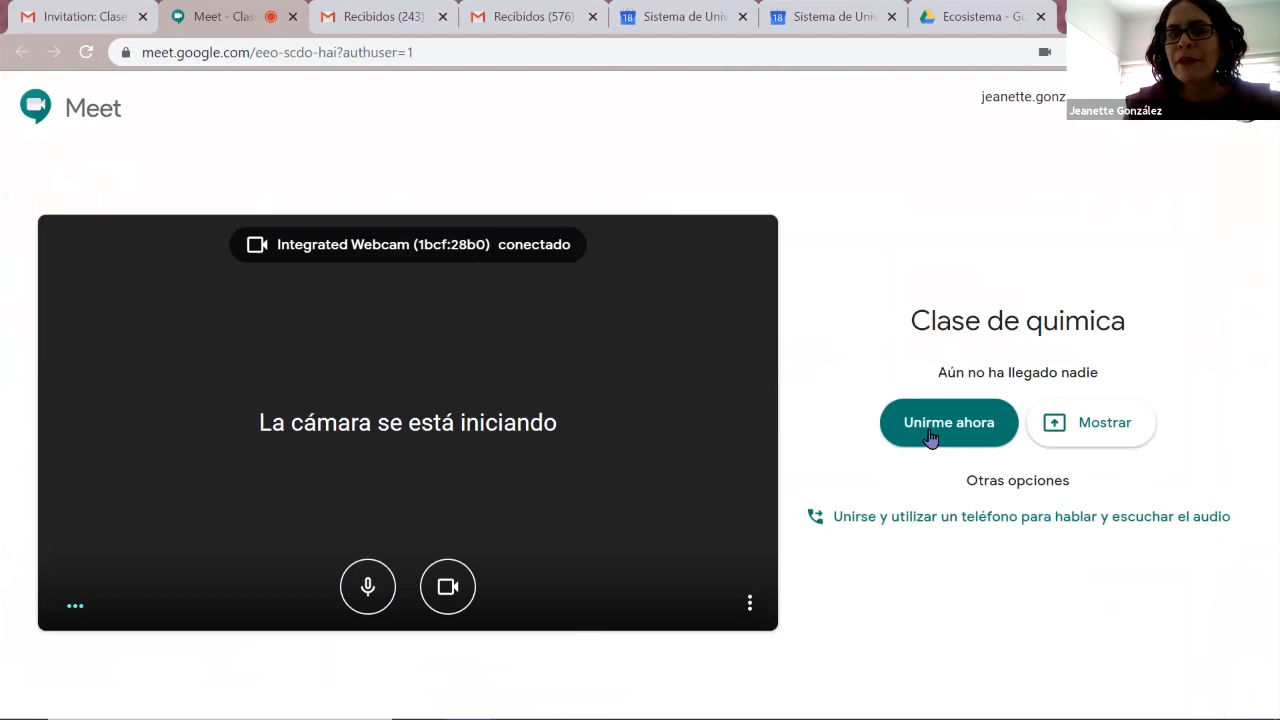 Invitation: Clase
Meet - Clas
Recibidos (243)
Recibidos (576)
Sistema de Univ
Sistema de Univ
Ecosistema - Go
meet.google.com/eeo-scdo-hai?authuser=1
Meet
jeanette.gonz
Jeanette González
Integrated Webcam (1bcf:28b0) conectado
La cámara se está iniciando
Clase de quimica
Aún no ha llegado nadie
Unirme ahora
Mostrar
Otras opciones
Unirse y utilizar un teléfono para hablar y escuchar el audio